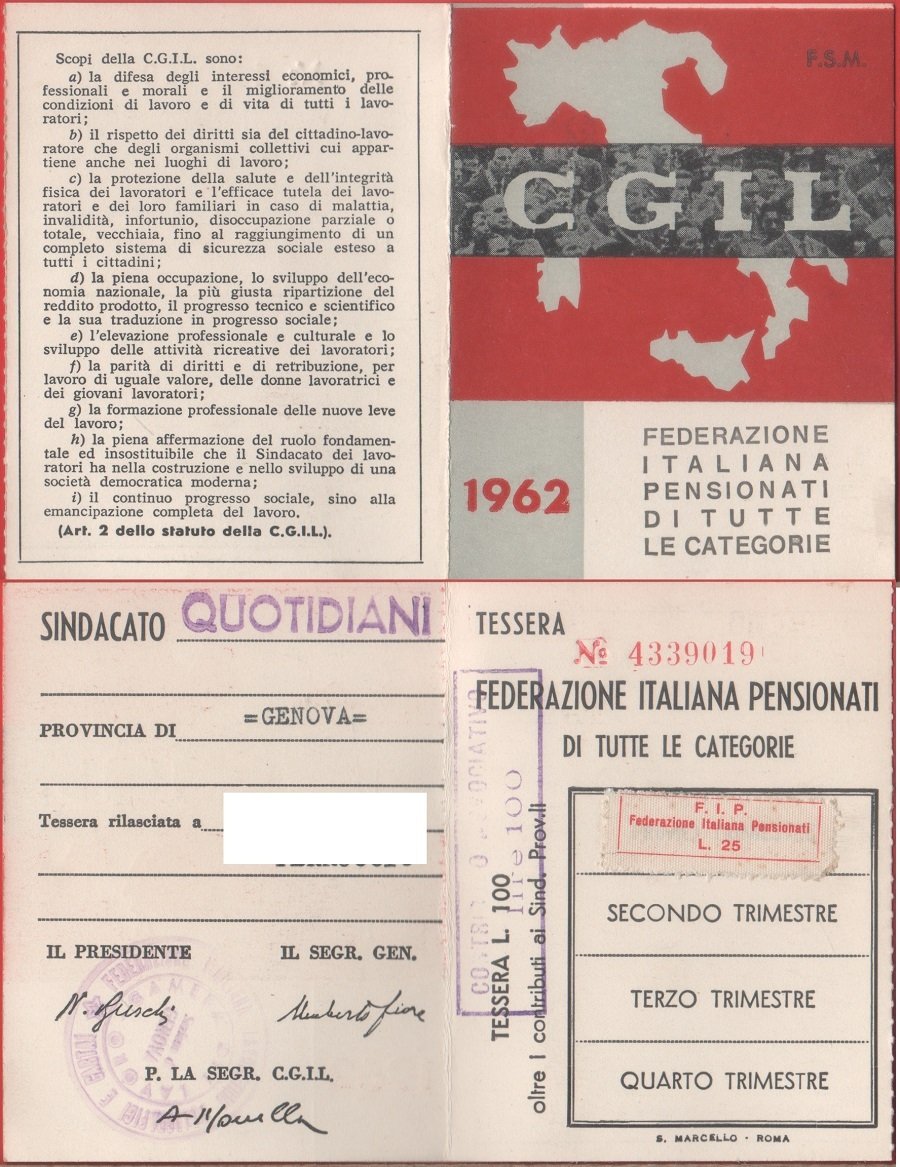 Scopi della C.G.I.L. sono:
a) la difesa degli interessi economici, pro-
fessionali e morali e il miglioramento delle
condizioni di lavoro e di vita di tutti i lavo-
ratori;
b) il rispetto dei diritti sia del cittadino-lavo-
ratore che degli organismi collettivi cui appar-
tiene anche nei luoghi di lavoro;
c) la protezione della salute e dell'integrità
fisica dei lavoratori e l'efficace tutela dei lavo-
ratori e dei loro familiari in caso di malattia,
invalidità, infortunio, disoccupazione parziale o
totale, vecchiaia, fino al raggiungimento di un
completo sistema di sicurezza sociale esteso a
tutti i cittadini;
d) la piena occupazione, lo sviluppo dell'eco-
nomia nazionale, la più giusta ripartizione del
reddito prodotto, il progresso tecnico e scientifico
e la sua traduzione in progresso sociale;
e) l'elevazione professionale e culturale e lo
sviluppo delle attività ricreative dei lavoratori;
f) la parità di diritti e di retribuzione, per
lavoro di uguale valore, delle donne lavoratrici e
dei giovani lavoratori;
g) la formazione professionale delle nuove leve
del lavoro;
h) la piena affermazione del ruolo fondamen-
tale ed insostituibile che il Sindacato dei lavo-
ratori ha nella costruzione e nello sviluppo di una
società democratica moderna;
i) il continuo progresso sociale, sino alla
emancipazione completa del lavoro.
(Art. 2 dello statuto della C.G.I.L.).
F.S.M.
CGIL
1962
FEDERAZIONE
ITALIANA
PENSIONATI
DI TUTTE
LE CATEGORIE
SINDACATO QUOTIDIANI
PROVINCIA DI =GENOVA=
Tessera rilasciata a
IL PRESIDENTE IL SEGR. GEN.
Umberto Fiore
P. LA SEGR. C.G.I.L.
TESSERA
No 4339019
FEDERAZIONE ITALIANA PENSIONATI
DI TUTTE LE CATEGORIE
lire 100
TESSERA L. 100
oltre I contributi ai Sind. Prov.li
F. I. P.
Federazione Italiana Pensionati
L. 25
SECONDO TRIMESTRE
TERZO TRIMESTRE
QUARTO TRIMESTRE
S. MARCELLO - ROMA